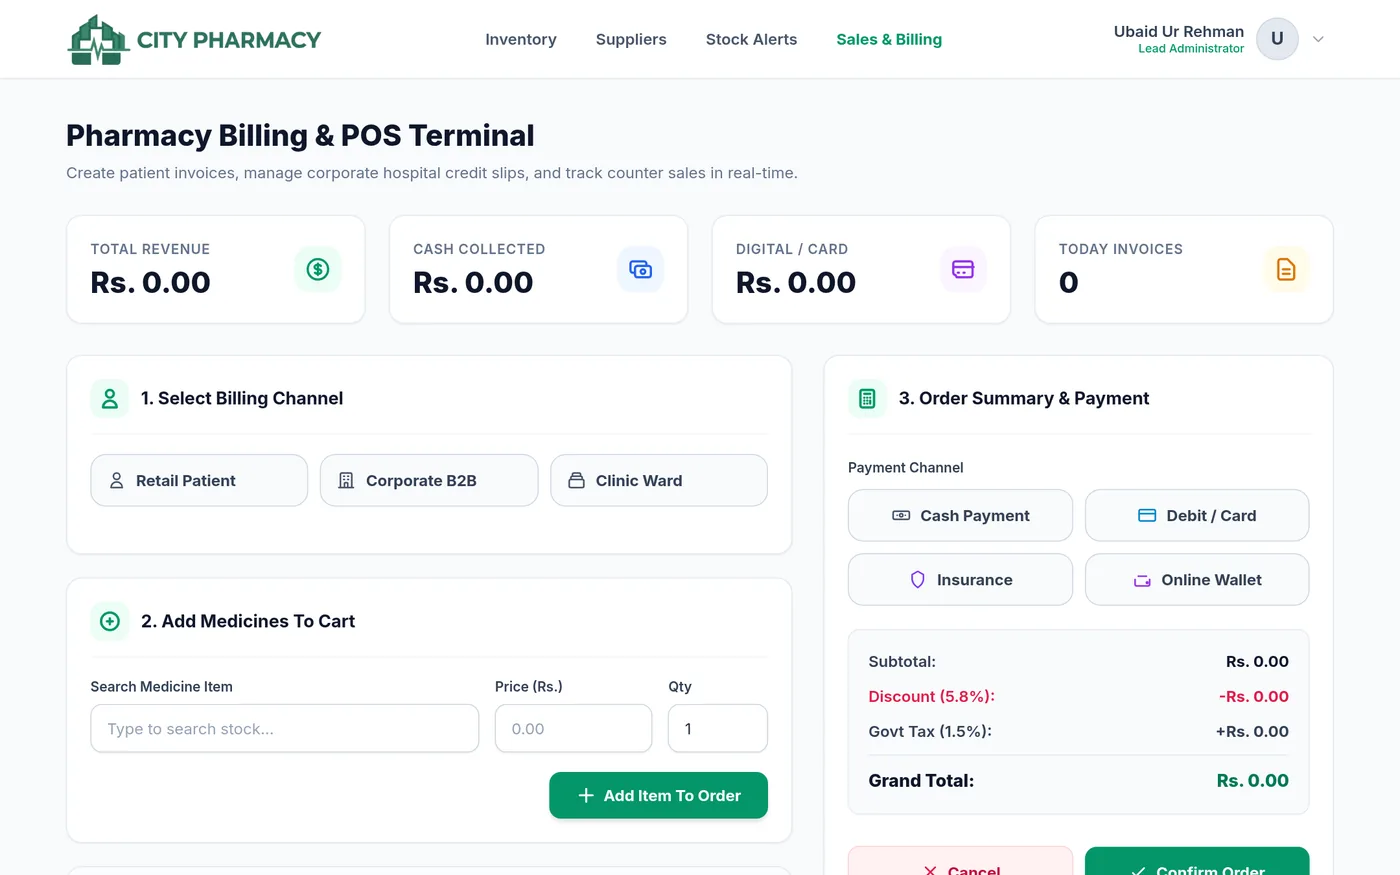 CITY PHARMACY
Inventory
Suppliers
Stock Alerts
Sales & Billing
Ubaid Ur Rehman
Lead Administrator
U
Pharmacy Billing & POS Terminal
Create patient invoices, manage corporate hospital credit slips, and track counter sales in real-time.
TOTAL REVENUE
Rs. 0.00
CASH COLLECTED
Rs. 0.00
DIGITAL / CARD
Rs. 0.00
TODAY INVOICES
0
1. Select Billing Channel
Retail Patient
Corporate B2B
Clinic Ward
2. Add Medicines To Cart
Search Medicine Item
Price (Rs.)
Qty
Type to search stock...
0.00
1
Add Item To Order
3. Order Summary & Payment
Payment Channel
Cash Payment
Debit / Card
Insurance
Online Wallet
Subtotal: Rs. 0.00
Discount (5.8%): -Rs. 0.00
Govt Tax (1.5%): +Rs. 0.00
Grand Total: Rs. 0.00
Cancel
Confirm Order